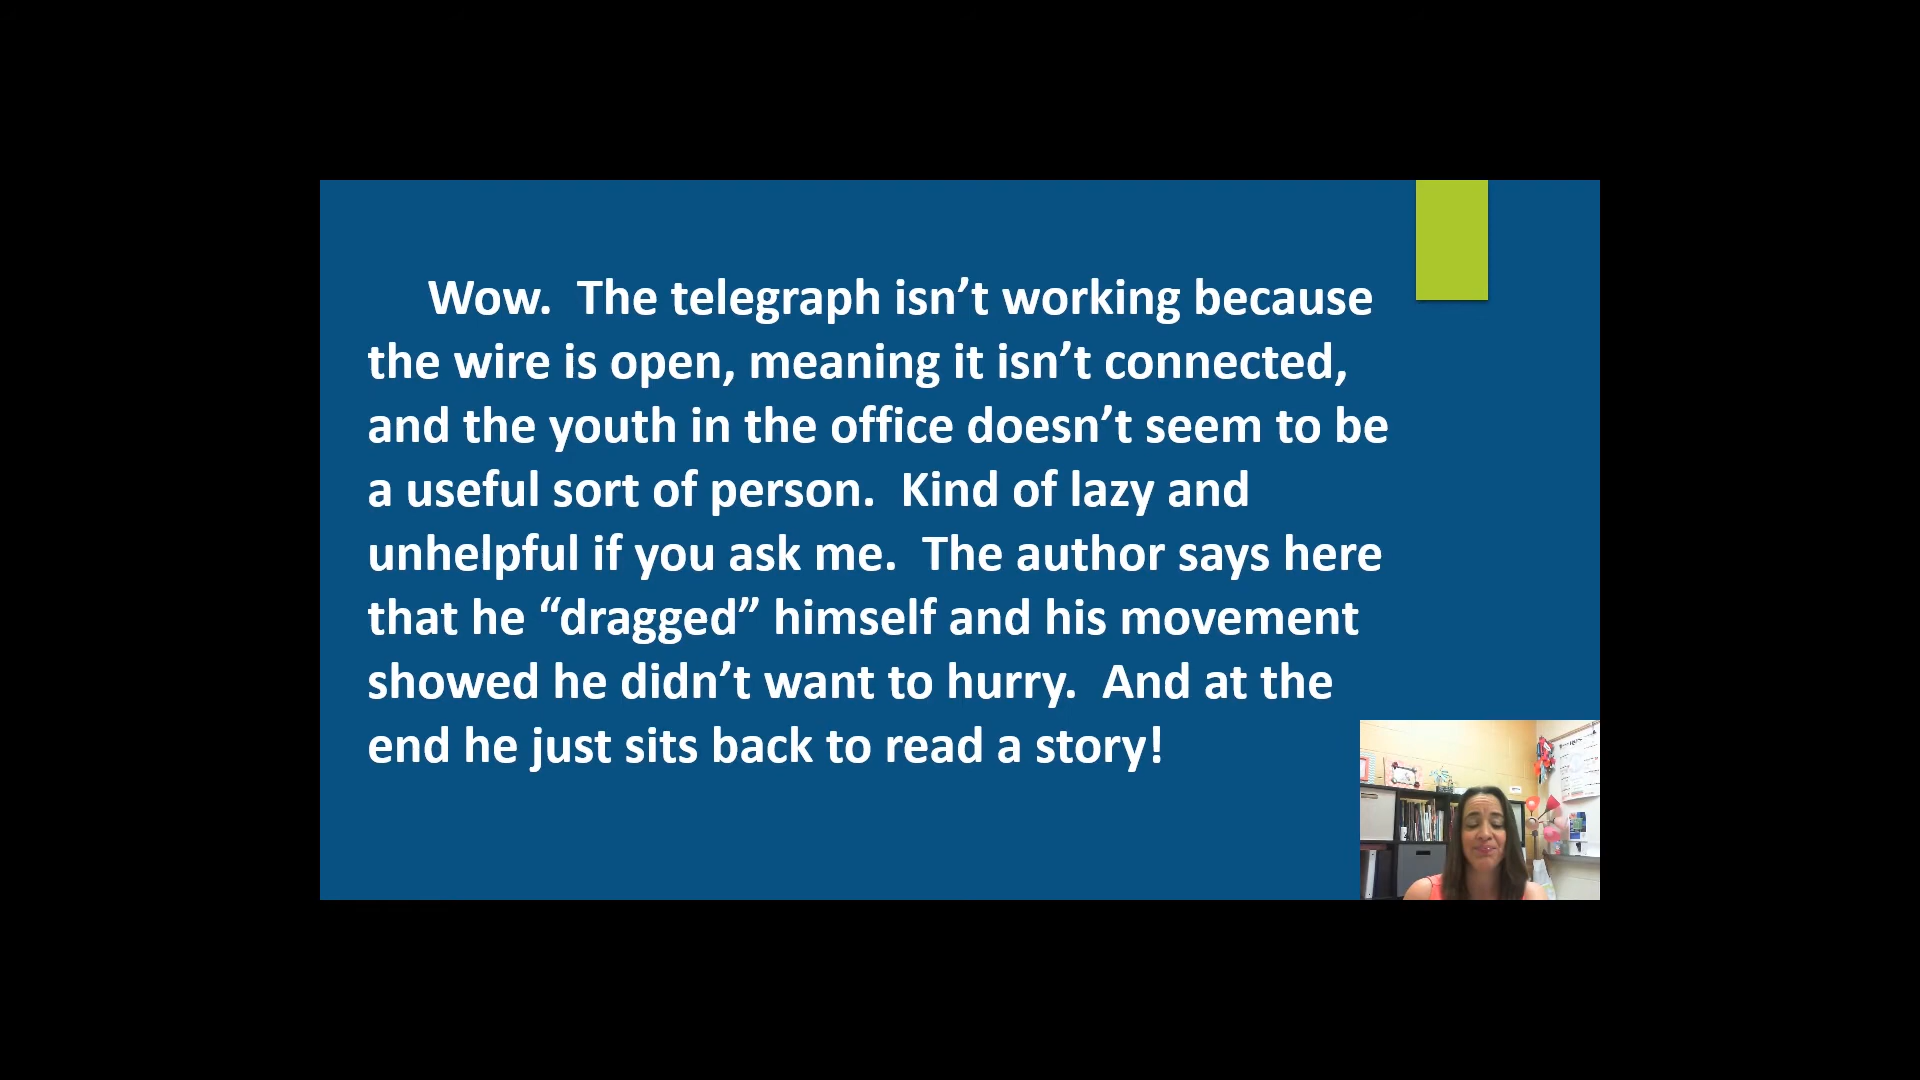 Wow.  The telegraph isn’t working because
the wire is open, meaning it isn’t connected,
and the youth in the office doesn’t seem to be
a useful sort of person.  Kind of lazy and
unhelpful if you ask me.  The author says here
that he “dragged” himself and his movement
showed he didn’t want to hurry.  And at the
end he just sits back to read a story!